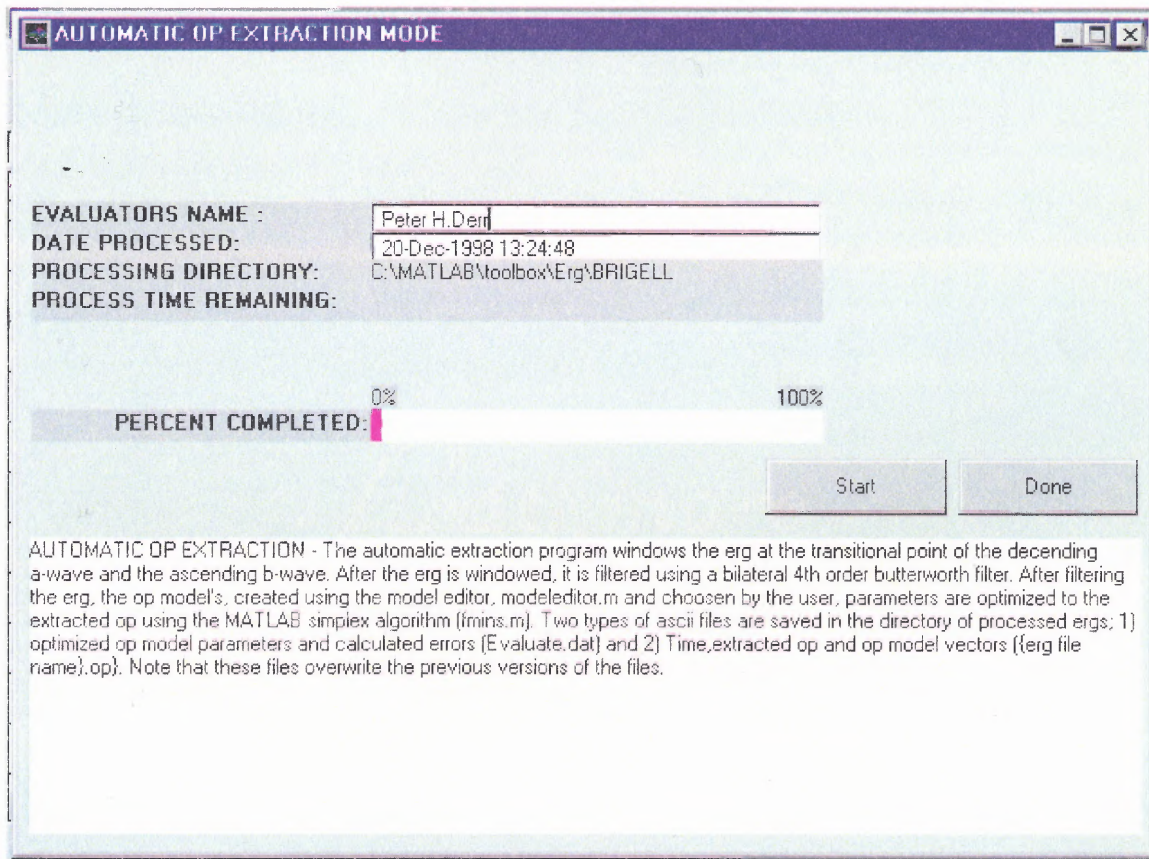 AUTOMATIC OP EXTRACTION MODE
EVALUATORS NAME : Peter H.Derr
DATE PROCESSED: 20-Dec-1998 13:24:48
PROCESSING DIRECTORY: C:\MATLAB\toolbox\Erg\BRIGELL
PROCESS TIME REMAINING:
0% 100%
PERCENT COMPLETED:
Start Done
AUTOMATIC OP EXTRACTION - The automatic extraction program windows the erg at the transitional point of the decending
a-wave and the ascending b-wave. After the erg is windowed, it is filtered using a bilateral 4th order butterworth filter. After filtering
the erg, the op model's, created using the model editor, modeleditor.m and choosen by the user, parameters are optimized to the
extracted op using the MATLAB simplex algorithm (fmins.m). Two types of ascii files are saved in the directory of processed ergs; 1)
optimized op model parameters and calculated errors (Evaluate.dat) and 2) Time,extracted op and op model vectors ({erg file
name}.op). Note that these files overwrite the previous versions of the files.